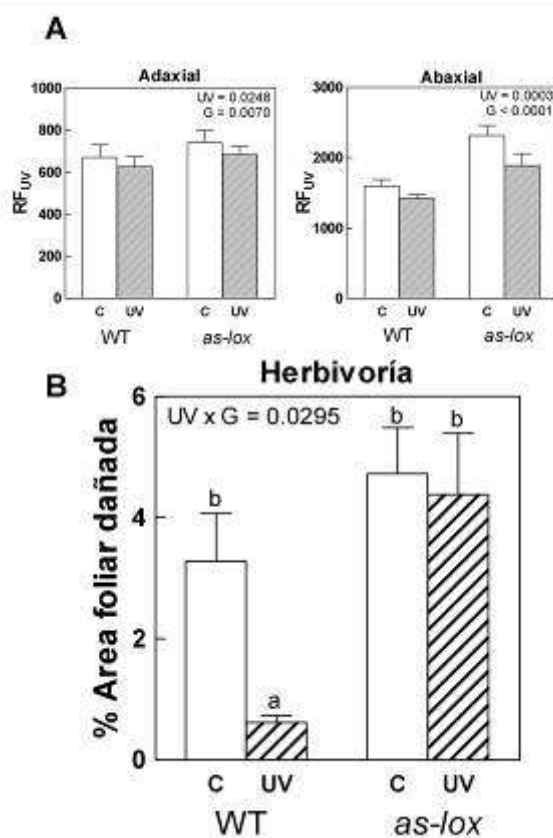 A
Adaxial
UV = 0.0248
G = 0.0070
RFUV
1000
800
600
400
200
0
C UV C UV
WT as-lox
Abaxial
UV = 0.0003
G < 0.0001
RFUV
3000
2000
1000
0
C UV C UV
WT as-lox
B
Herbivoría
UV x G = 0.0295
% Area foliar dañada
6
4
2
0
b a b b
C UV C UV
WT as-lox